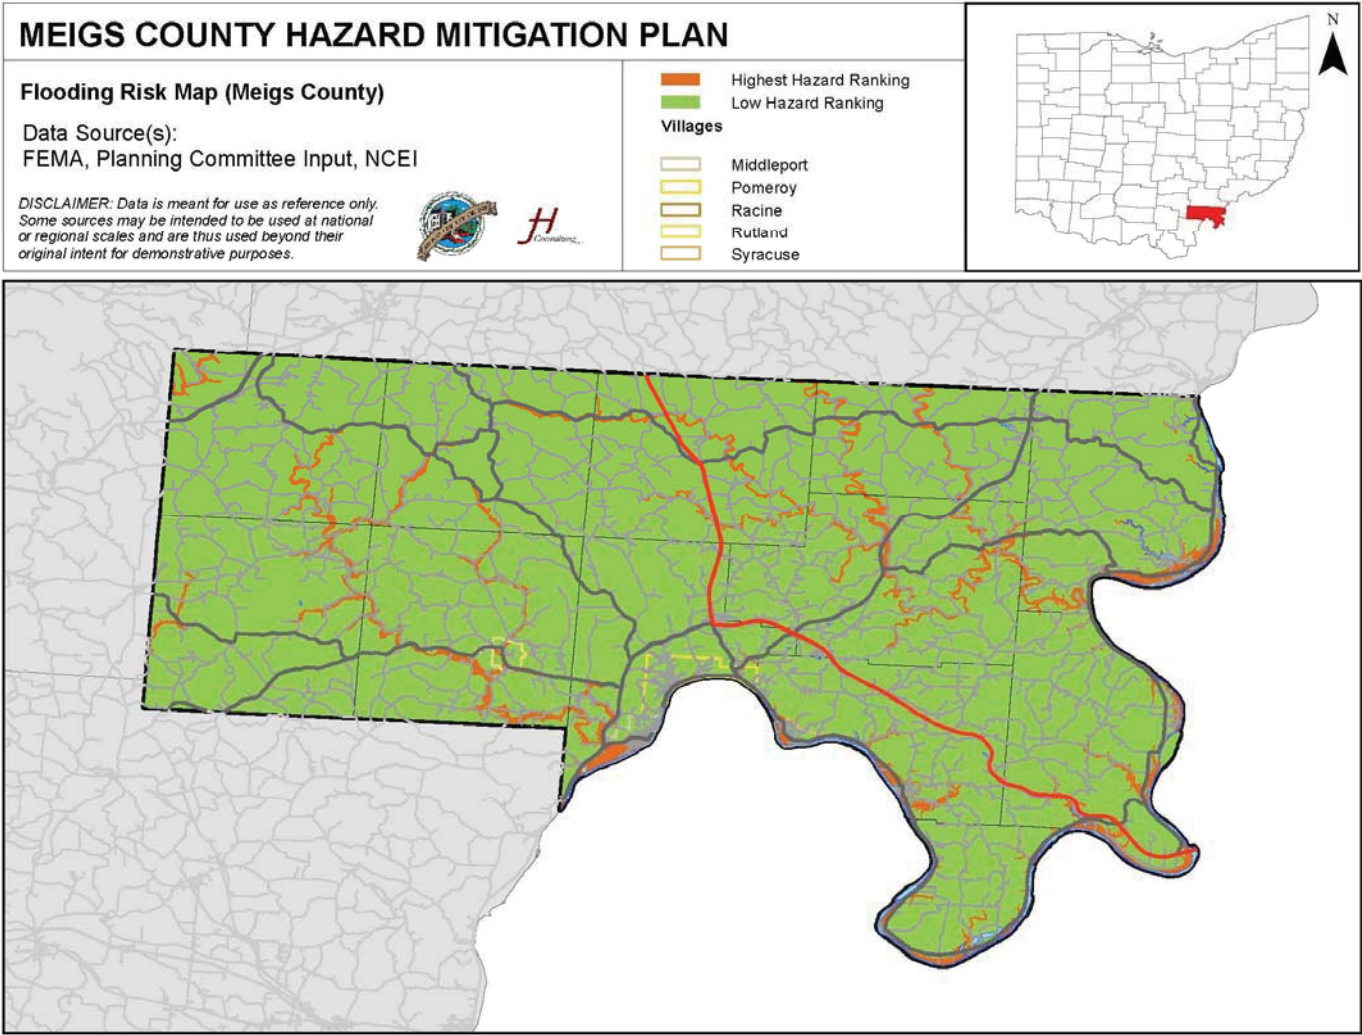 MEIGS COUNTY HAZARD MITIGATION PLAN
Flooding Risk Map (Meigs County)
Data Source(s):
FEMA, Planning Committee Input, NCEI
DISCLAIMER: Data is meant for use as reference only.
Some sources may be intended to be used at national
or regional scales and are thus used beyond their
original intent for demonstrative purposes.
JH
Consulting
Highest Hazard Ranking
Low Hazard Ranking
Villages
Middleport
Pomeroy
Racine
Rutland
Syracuse
N